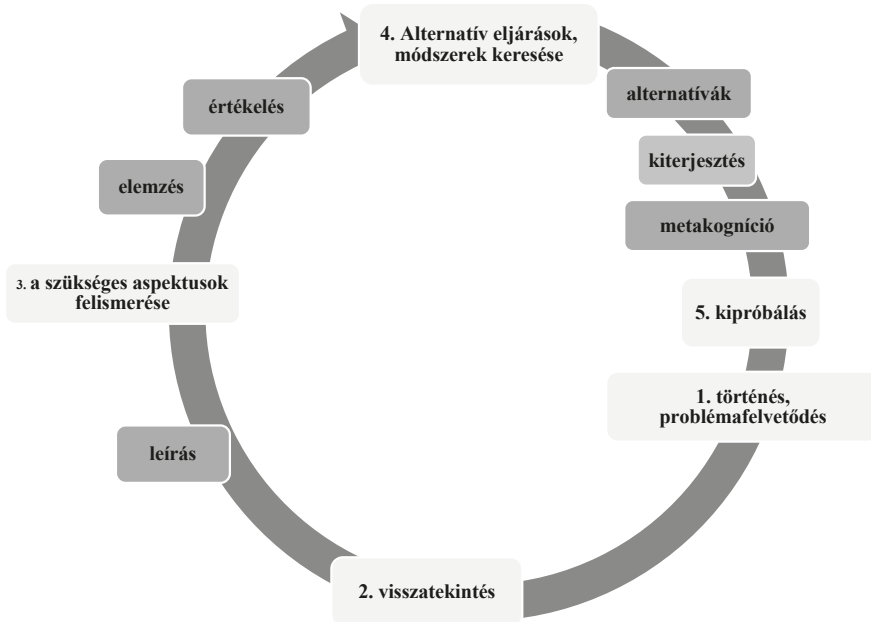 4. Alternatív eljárások,
módszerek keresése
értékelés
alternatívák
kiterjesztés
elemzés
metakogníció
3. a szükséges aspektusok
felismerése
5. kipróbálás
1. történés,
problémafelvetődés
leírás
2. visszatekintés